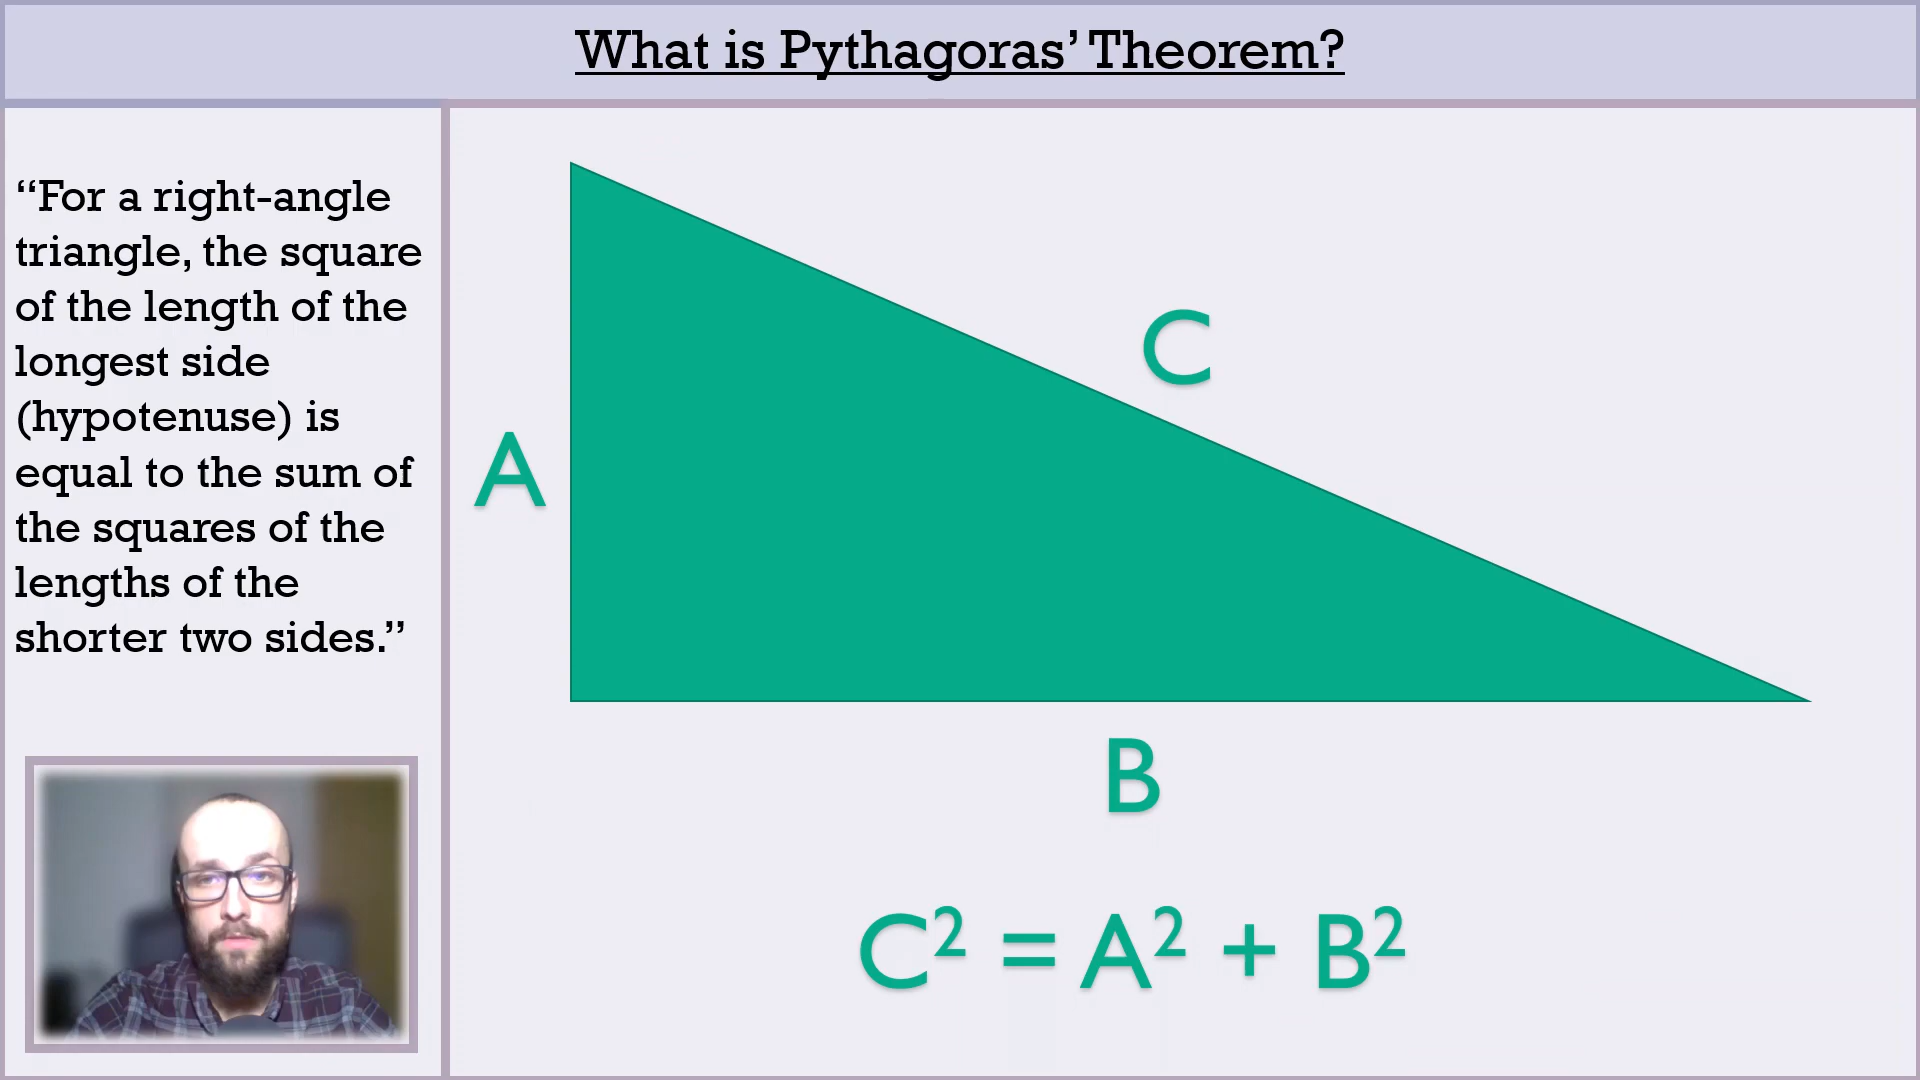 What is Pythagoras’ Theorem?
“For a right-angle
triangle, the square
of the length of the
longest side
(hypotenuse) is
equal to the sum of
the squares of the
lengths of the
shorter two sides.”
C
A
B
C² = A² + B²